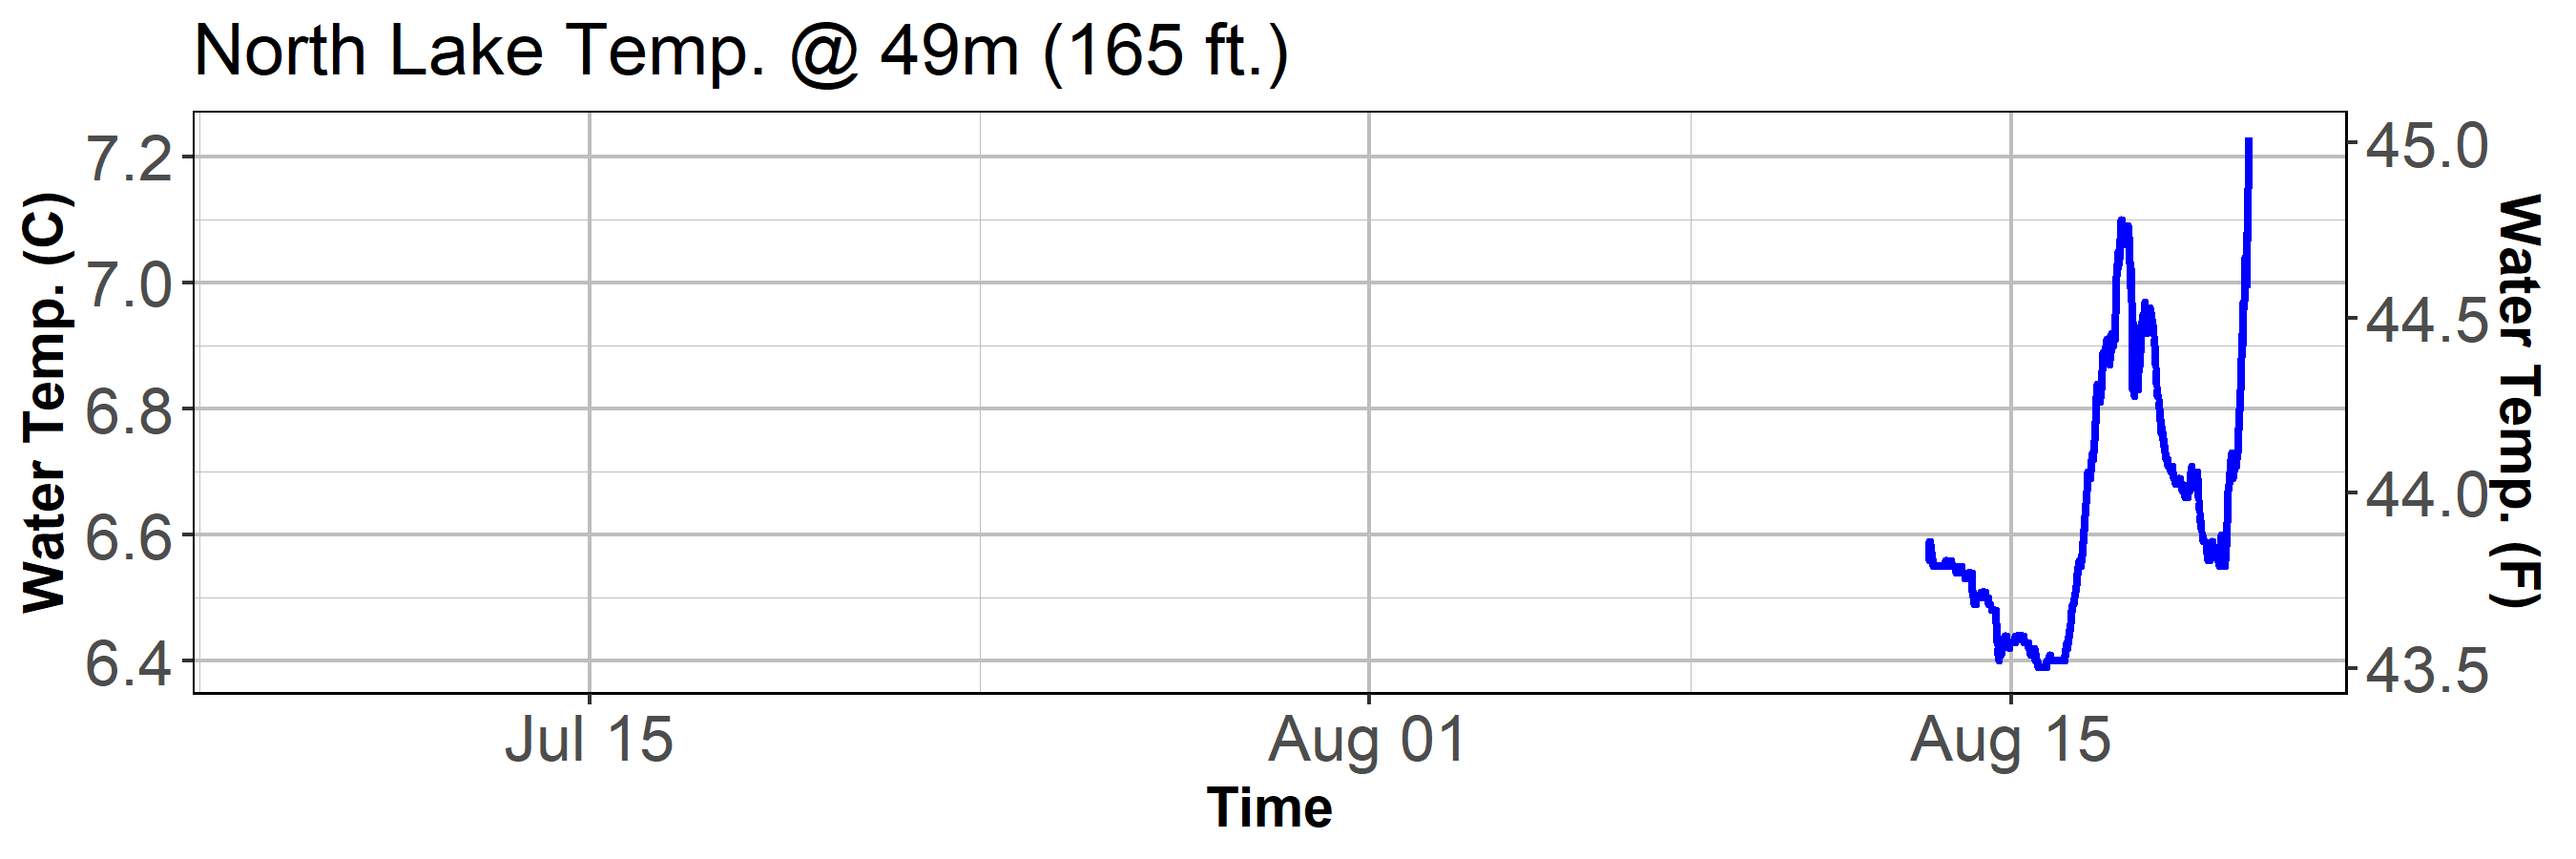 North Lake Temp. @ 49m (165 ft.)
Water Temp. (C)
7.2
7.0
6.8
6.6
6.4
45.0
44.5
44.0
43.5
Water Temp. (F)
Jul 15 Aug 01 Aug 15
Time